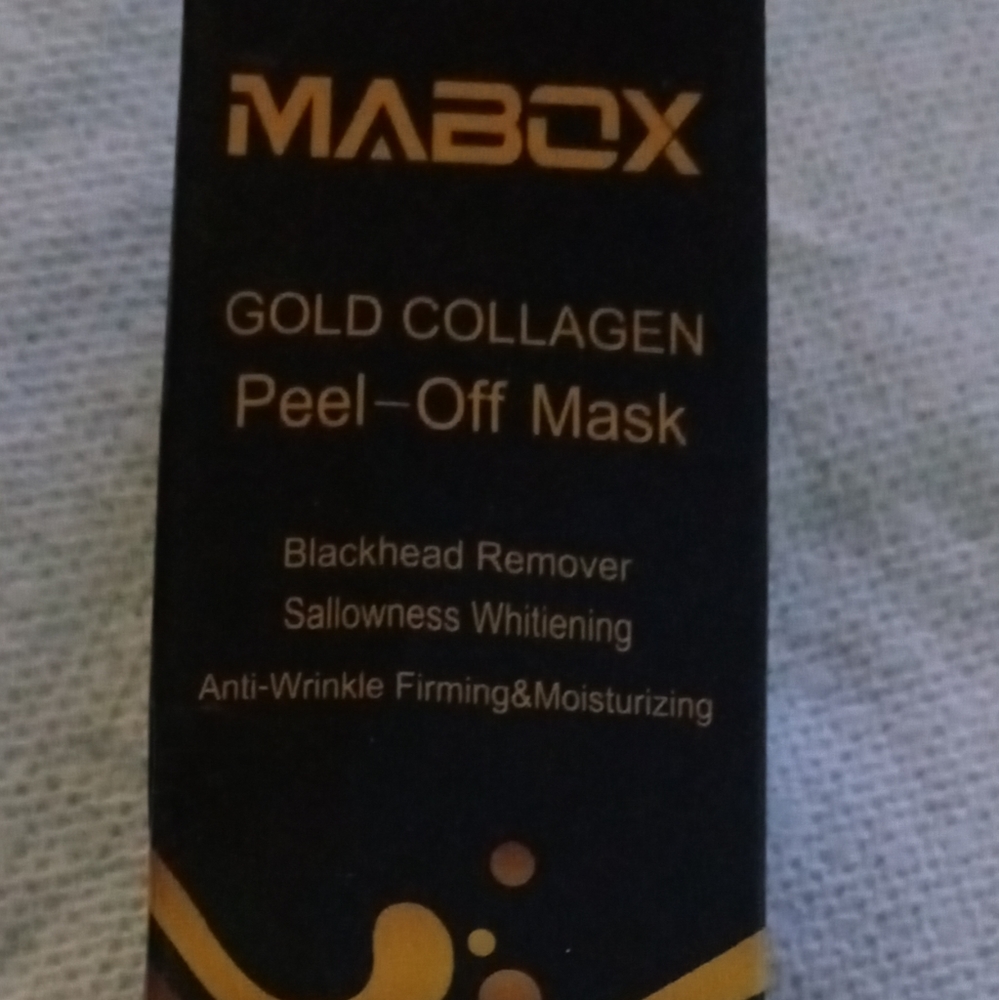 MABOX
GOLD COLLAGEN
Peel-Off Mask
Blackhead Remover
Sallowness Whitiening
Anti-Wrinkle Firming&Moisturizing